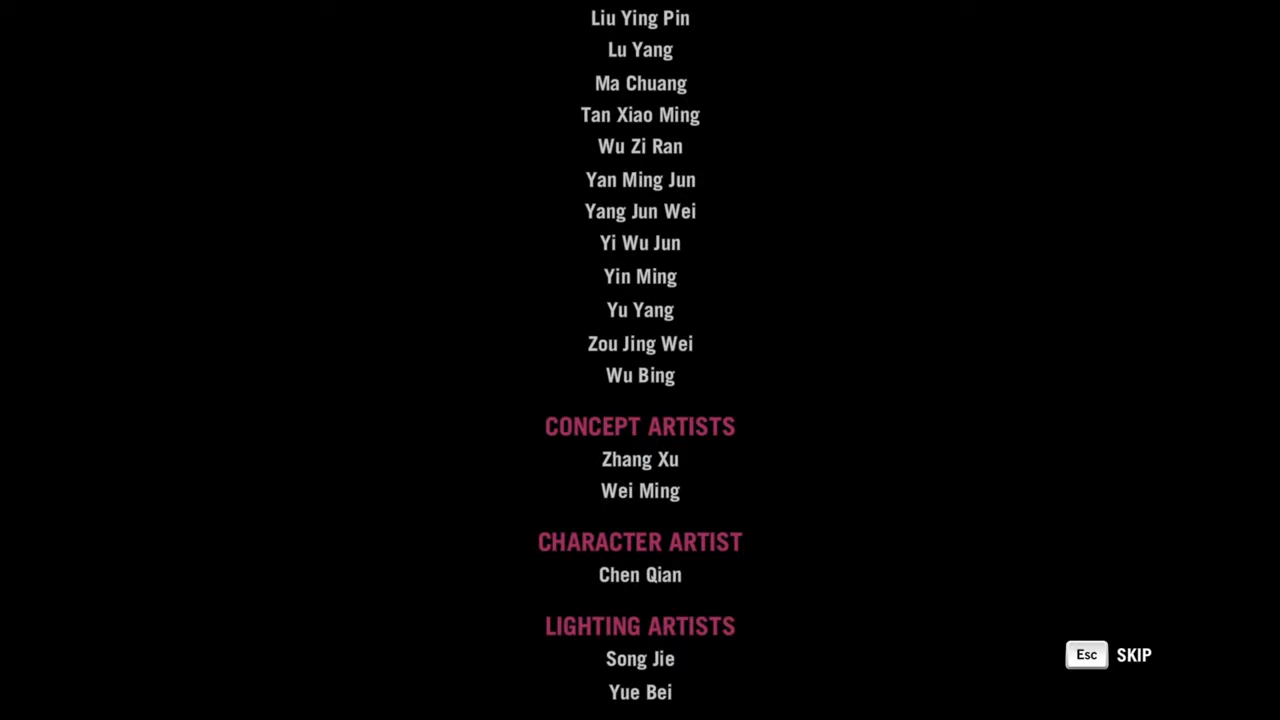 Liu Ying Pin
Lu Yang
Ma Chuang
Tan Xiao Ming
Wu Zi Ran
Yan Ming Jun
Yang Jun Wei
Yi Wu Jun
Yin Ming
Yu Yang
Zou Jing Wei
Wu Bing
CONCEPT ARTISTS
Zhang Xu
Wei Ming
CHARACTER ARTIST
Chen Qian
LIGHTING ARTISTS
Song Jie
Esc SKIP
Yue Bei